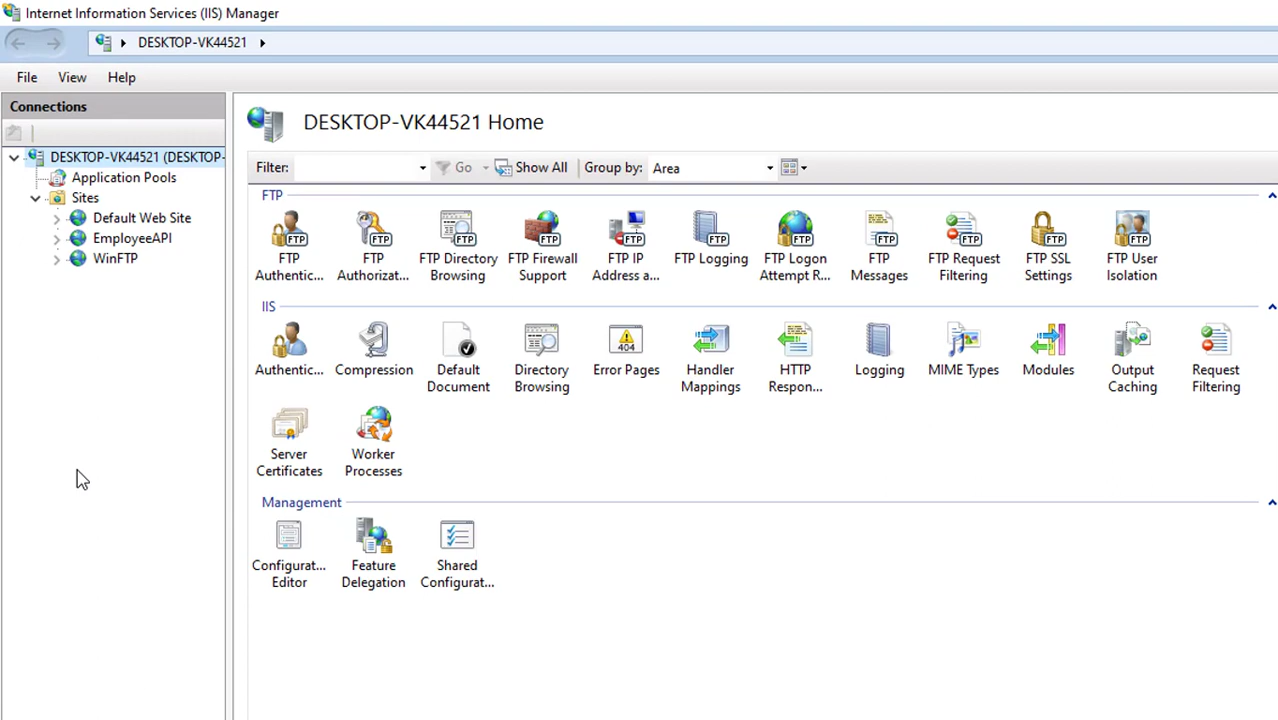 Internet Information Services (IIS) Manager
DESKTOP-VK44521
File View Help
Connections
DESKTOP-VK44521 (DESKTOP-
Application Pools
Sites
Default Web Site
EmployeeAPI
WinFTP
DESKTOP-VK44521 Home
Filter: Go Show All Group by: Area
FTP
FTP Authentic...
FTP Authorizat...
FTP Directory Browsing
FTP Firewall Support
FTP IP Address a...
FTP Logging
FTP Logon Attempt R...
FTP Messages
FTP Request Filtering
FTP SSL Settings
FTP User Isolation
IIS
Authentic...
Compression
Default Document
Directory Browsing
Error Pages
Handler Mappings
HTTP Respon...
Logging
MIME Types
Modules
Output Caching
Request Filtering
Server Certificates
Worker Processes
Management
Configurat... Editor
Feature Delegation
Shared Configurat...